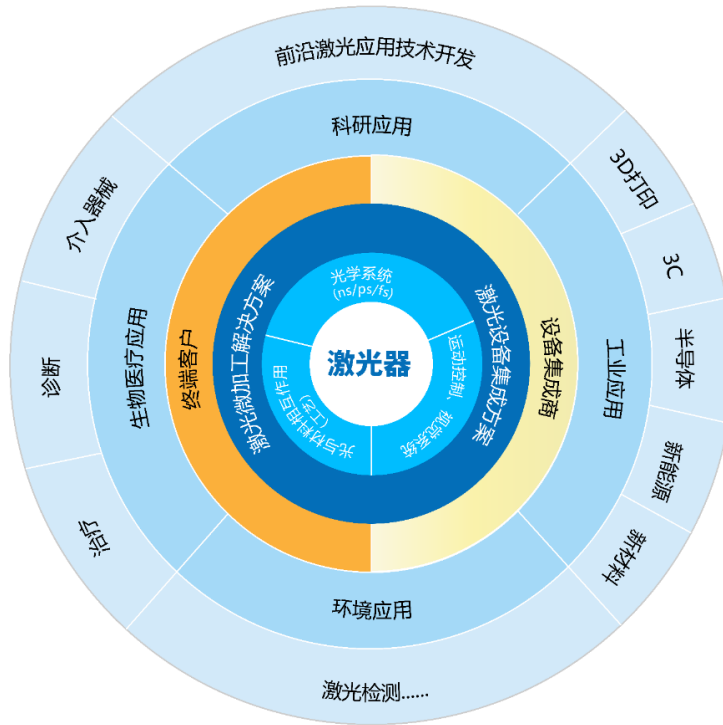 前沿激光应用技术开发
科研应用
3D打印
3C
半导体
新能源
新材料
工业应用
介入器械
诊断
治疗
生物医疗应用
终端客户
设备集成商
激光微加工解决方案
激光设备集成方案
光学系统
(ns/ps/fs)
激光器
运动控制、视觉系统
光与材料相互作用
(工艺)
环境应用
激光检测......